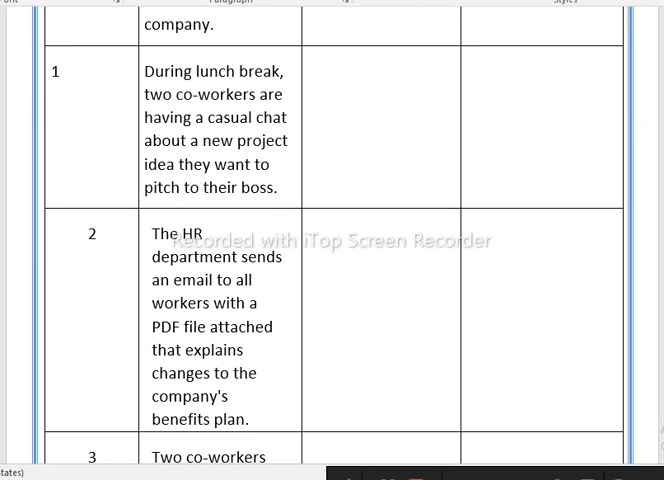 company.
1
During lunch break,
two co-workers are
having a casual chat
about a new project
idea they want to
pitch to their boss.
2
The HR
Recorded with iTop Screen Recorder
department sends
an email to all
workers with a
PDF file attached
that explains
changes to the
company's
benefits plan.
3
Two co-workers
tates)